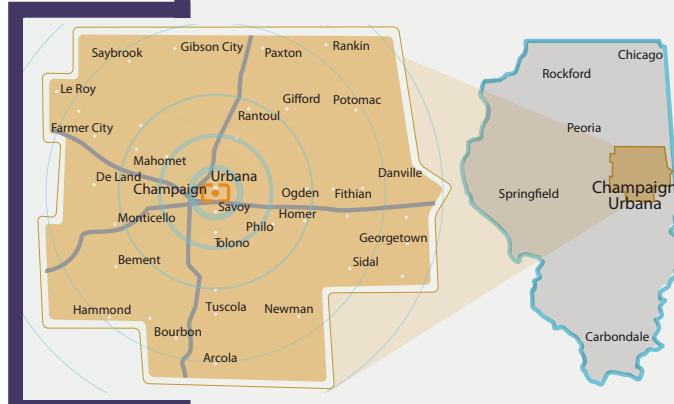 Saybrook
Gibson City
Paxton
Rankin
Le Roy
Gifford
Potomac
Rantoul
Farmer City
Mahomet
De Land
Urbana
Champaign
Danville
Ogden
Fithian
Savoy
Monticello
Philo
Homer
Tolono
Georgetown
Bement
Sidal
Hammond
Tuscola
Newman
Bourbon
Arcola
Chicago
Rockford
Peoria
Springfield
Champaign
Urbana
Carbondale